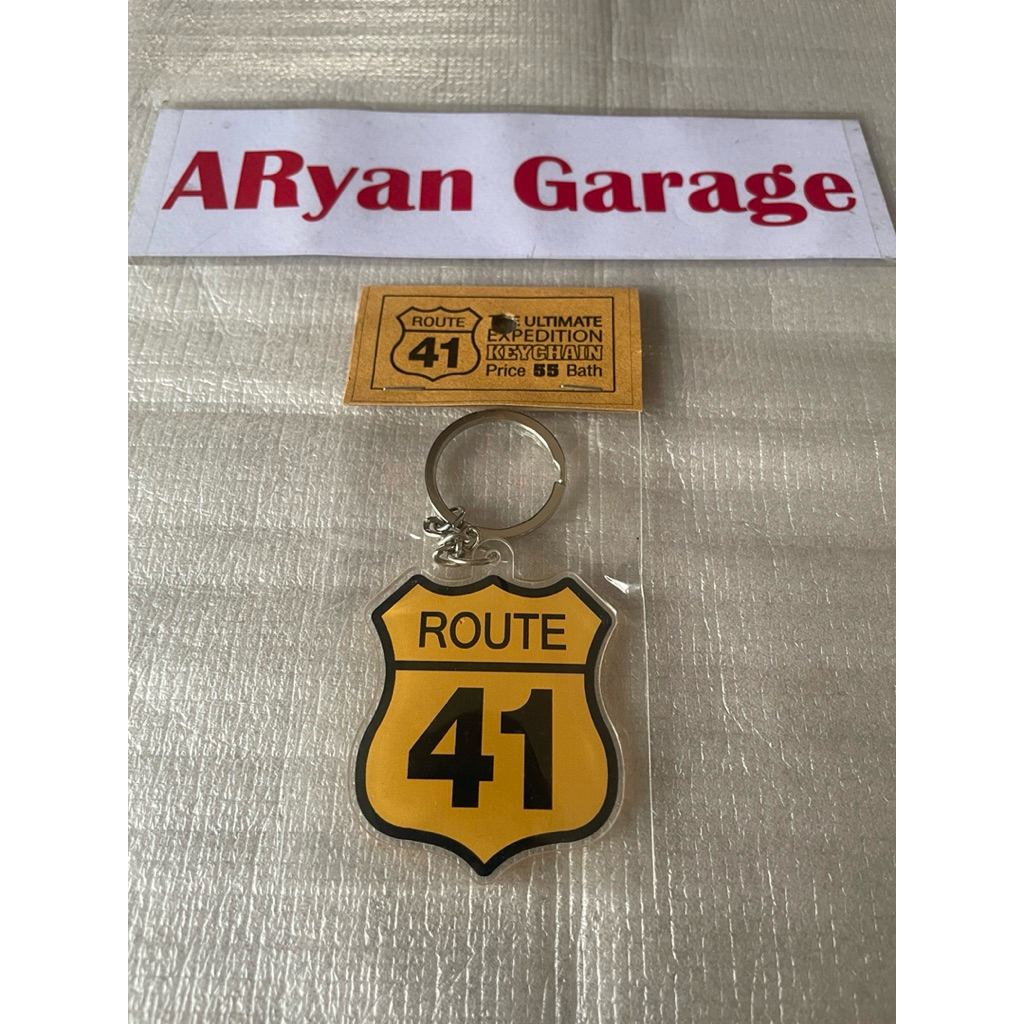 ARyan Garage
ROUTE
41
THE ULTIMATE
EXPEDITION
KEYCHAIN
Price 55 Bath
ROUTE
41